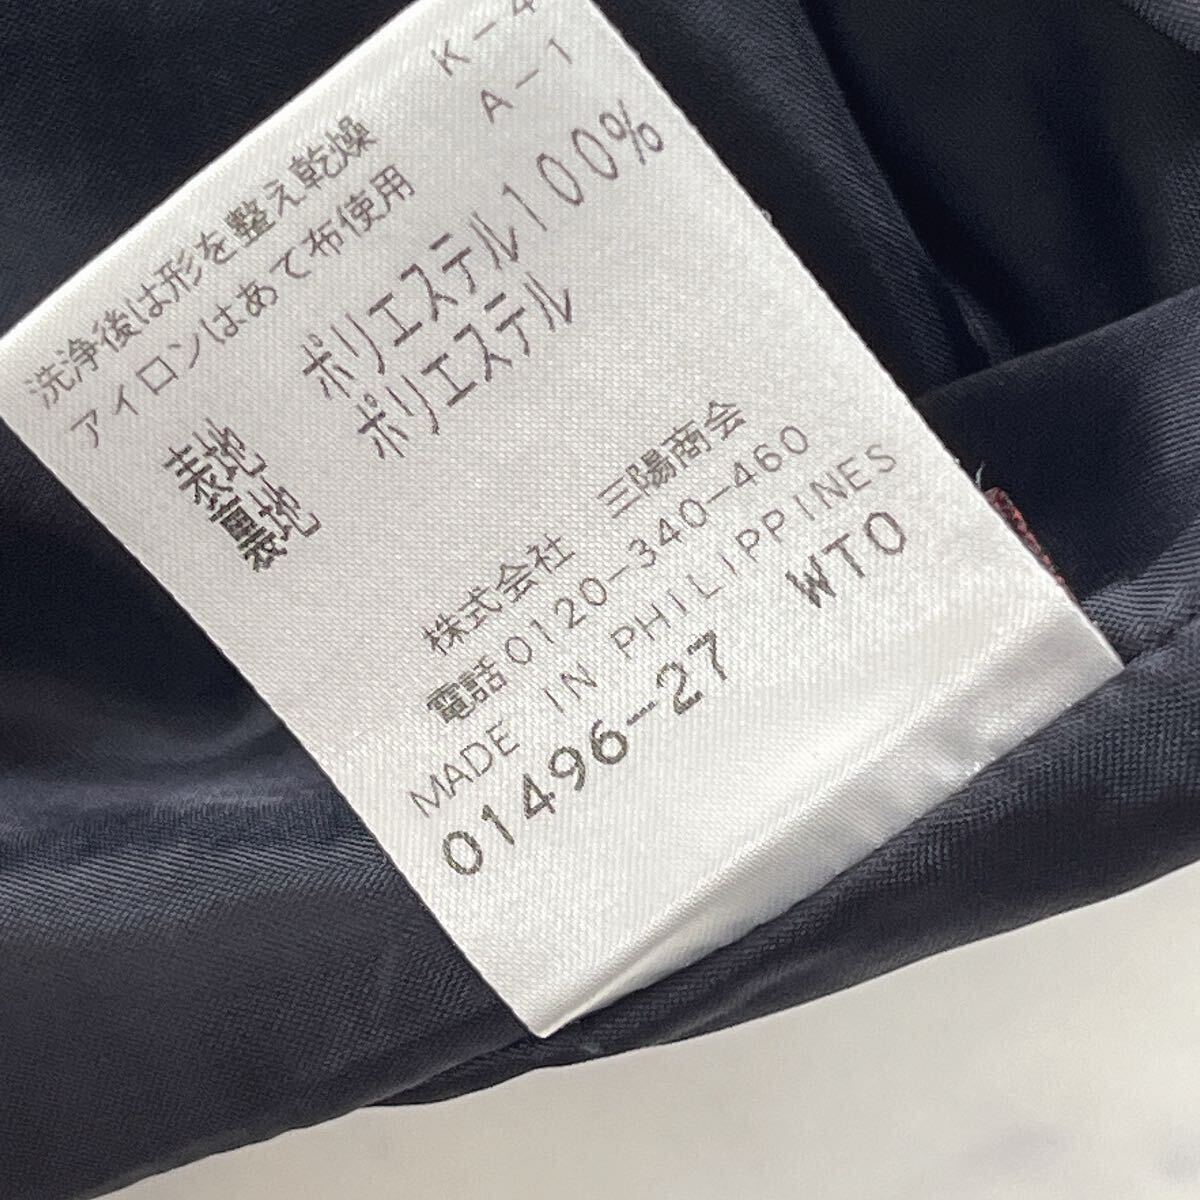 K-4
A-1
洗浄後は形を整え乾燥
アイロンはあて布使用
表地 ポリエステル100%
裏地 ポリエステル
株式会社 三陽商会
電話0120-340-460
MADE IN PHILIPPINES
01496-27 WTO